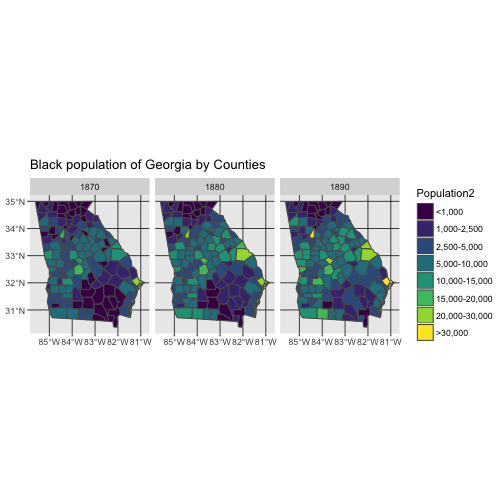 Black population of Georgia by Counties
1870 1880 1890
35°N
34°N
33°N
32°N
31°N
85°W 84°W 83°W 82°W 81°W 85°W 84°W 83°W 82°W 81°W 85°W 84°W 83°W 82°W 81°W
Population2
<1,000
1,000-2,500
2,500-5,000
5,000-10,000
10,000-15,000
15,000-20,000
20,000-30,000
>30,000